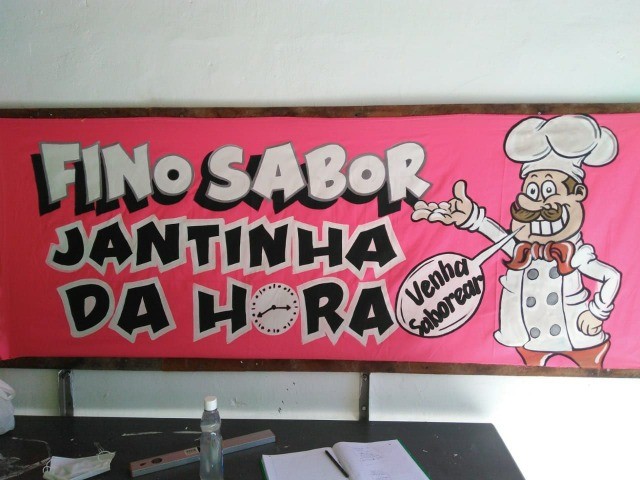 FINO SABOR
JANTINHA
DA HORA
Venha
Saborear